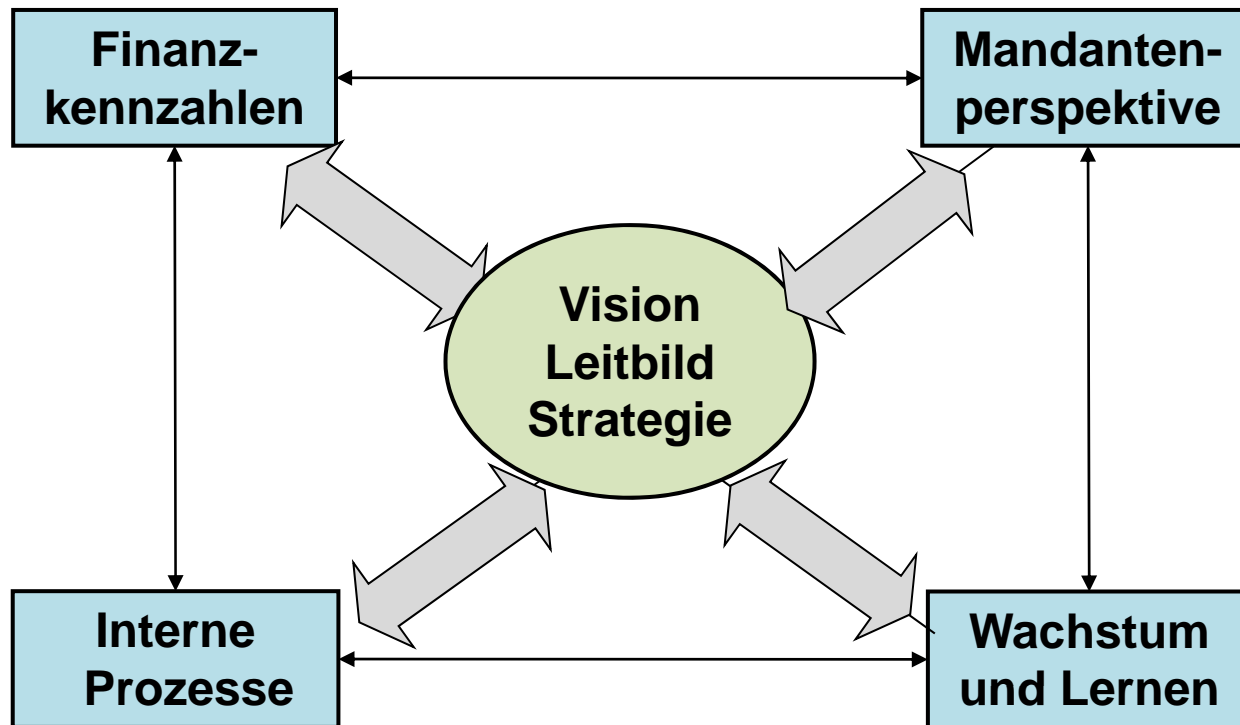 Finanz-
kennzahlen
Mandanten-
perspektive
Vision
Leitbild
Strategie
Interne
Prozesse
Wachstum
und Lernen